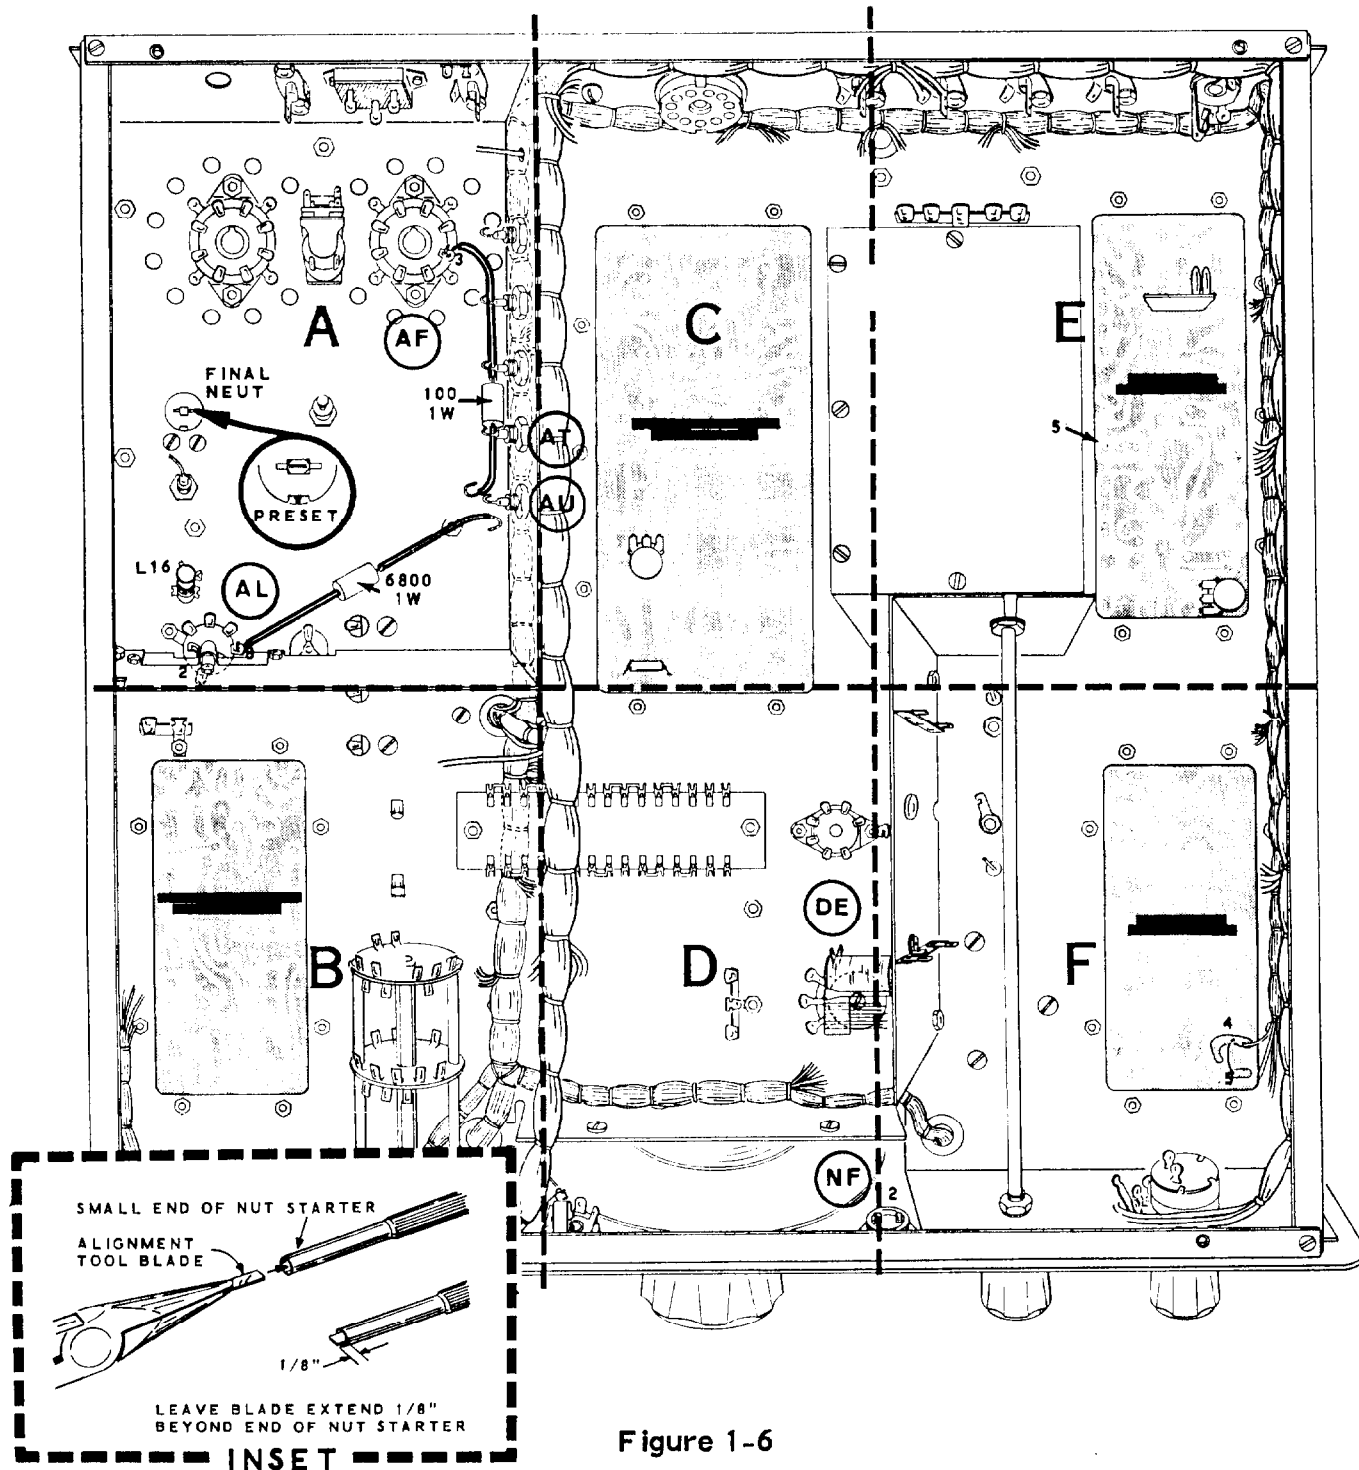 A
C
E
3
AF
FINAL
NEUT
100
1W
5
AT
AU
PRESET
L16
AL
6800
1W
2
8
B
D
DE
F
4
5
NF
2
SMALL END OF NUT STARTER
ALIGNMENT
TOOL BLADE
1/8"
LEAVE BLADE EXTEND 1/8"
BEYOND END OF NUT STARTER
INSET
Figure 1-6